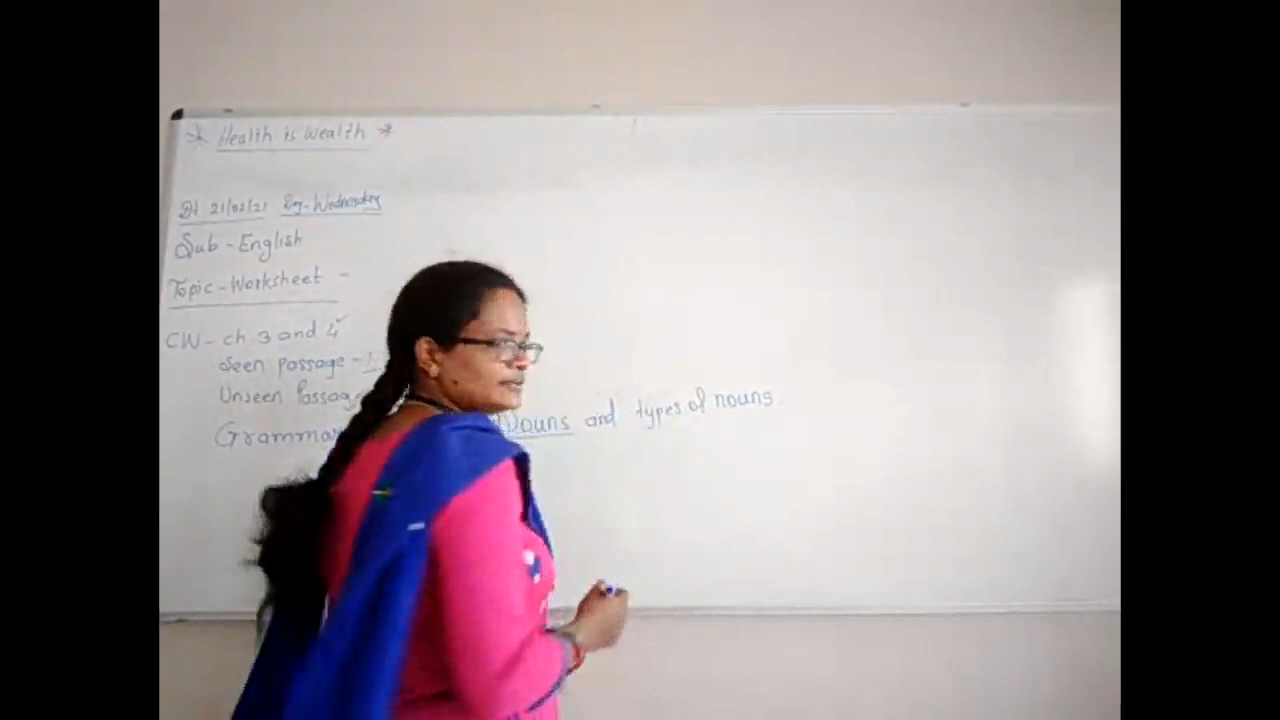 * Health is Wealth *
Dt 21/07/21 Day-Wednesday
Sub - English
Topic - Worksheet -
CW - ch 3 and 4
Seen passage -
Unseen Passage
Grammar Nouns and types of nouns.